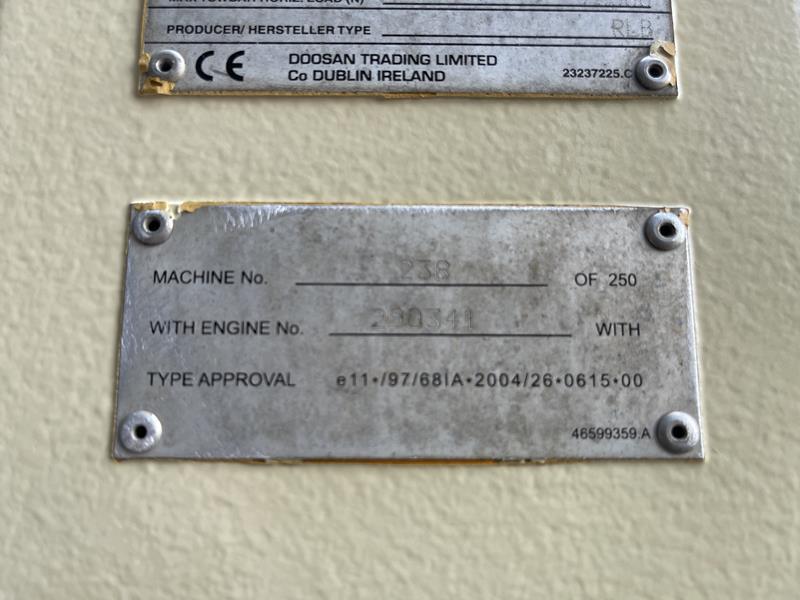 PRODUCER/ HERSTELLER TYPE RLB
CE DOOSAN TRADING LIMITED
Co DUBLIN IRELAND
23237225.C
MACHINE No. 238 OF 250
WITH ENGINE No. 290341 WITH
TYPE APPROVAL e11•/97/68IA•2004/26•0615•00
46599359.A